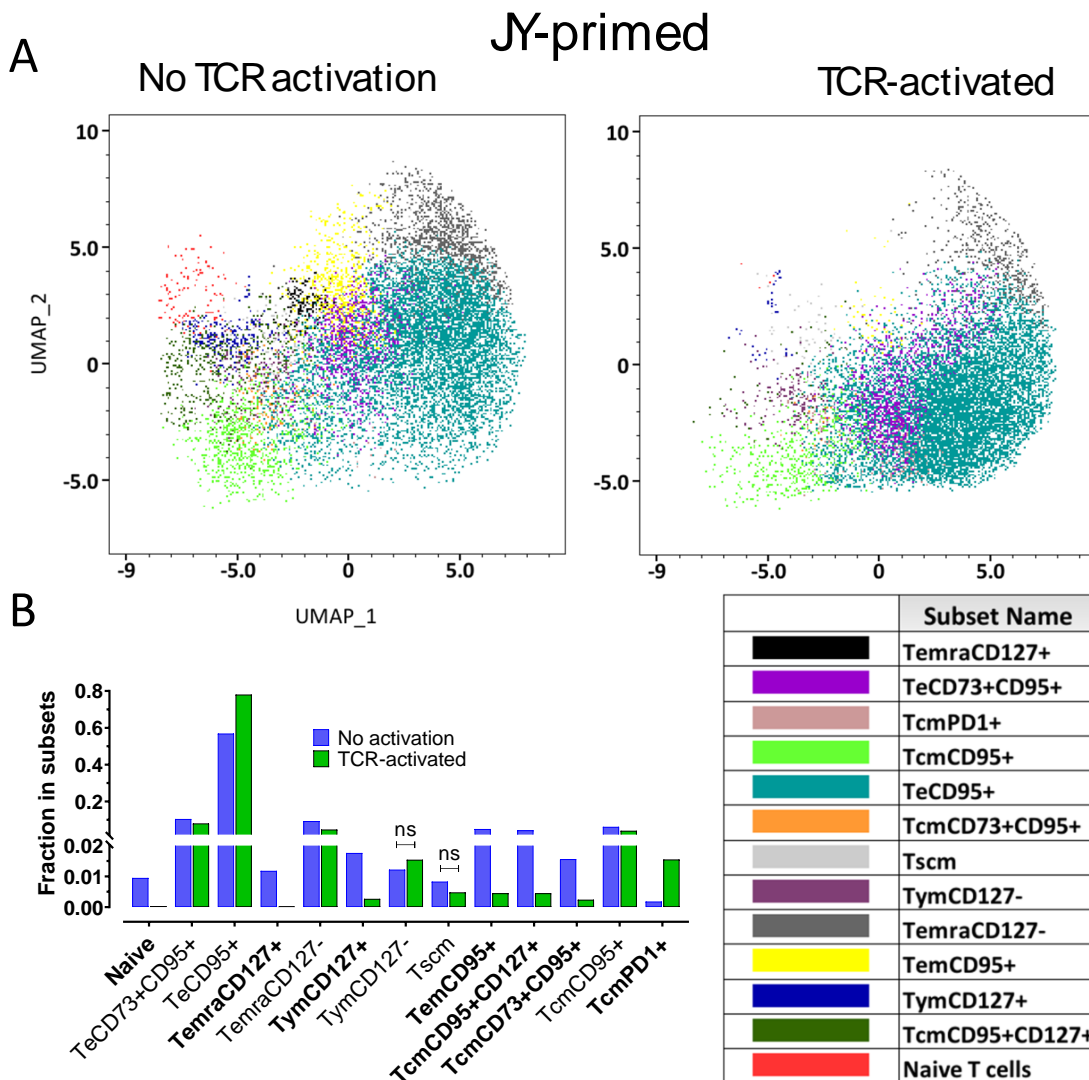 JY-primed
A
No TCR activation
TCR-activated
10
5.0
0
-5.0
UMAP_2
-9
-5.0
0
5.0
UMAP_1
10
5.0
0
-5.0
-9
-5.0
0
5.0
B
Fraction in subsets
0.8
0.6
0.4
0.2
0.02
0.01
0.00
No activation
TCR-activated
ns
ns
Naive
TeCD73+CD95+
TeCD95+
TemraCD127+
TemraCD127-
TymCD127+
TymCD127-
Tscm
TemCD95+
TcmCD95+CD127+
TcmCD73+CD95+
TcmCD95+
TcmPD1+
Subset Name
TemraCD127+
TeCD73+CD95+
TcmPD1+
TcmCD95+
TeCD95+
TcmCD73+CD95+
Tscm
TymCD127-
TemraCD127-
TemCD95+
TymCD127+
TcmCD95+CD127+
Naive T cells